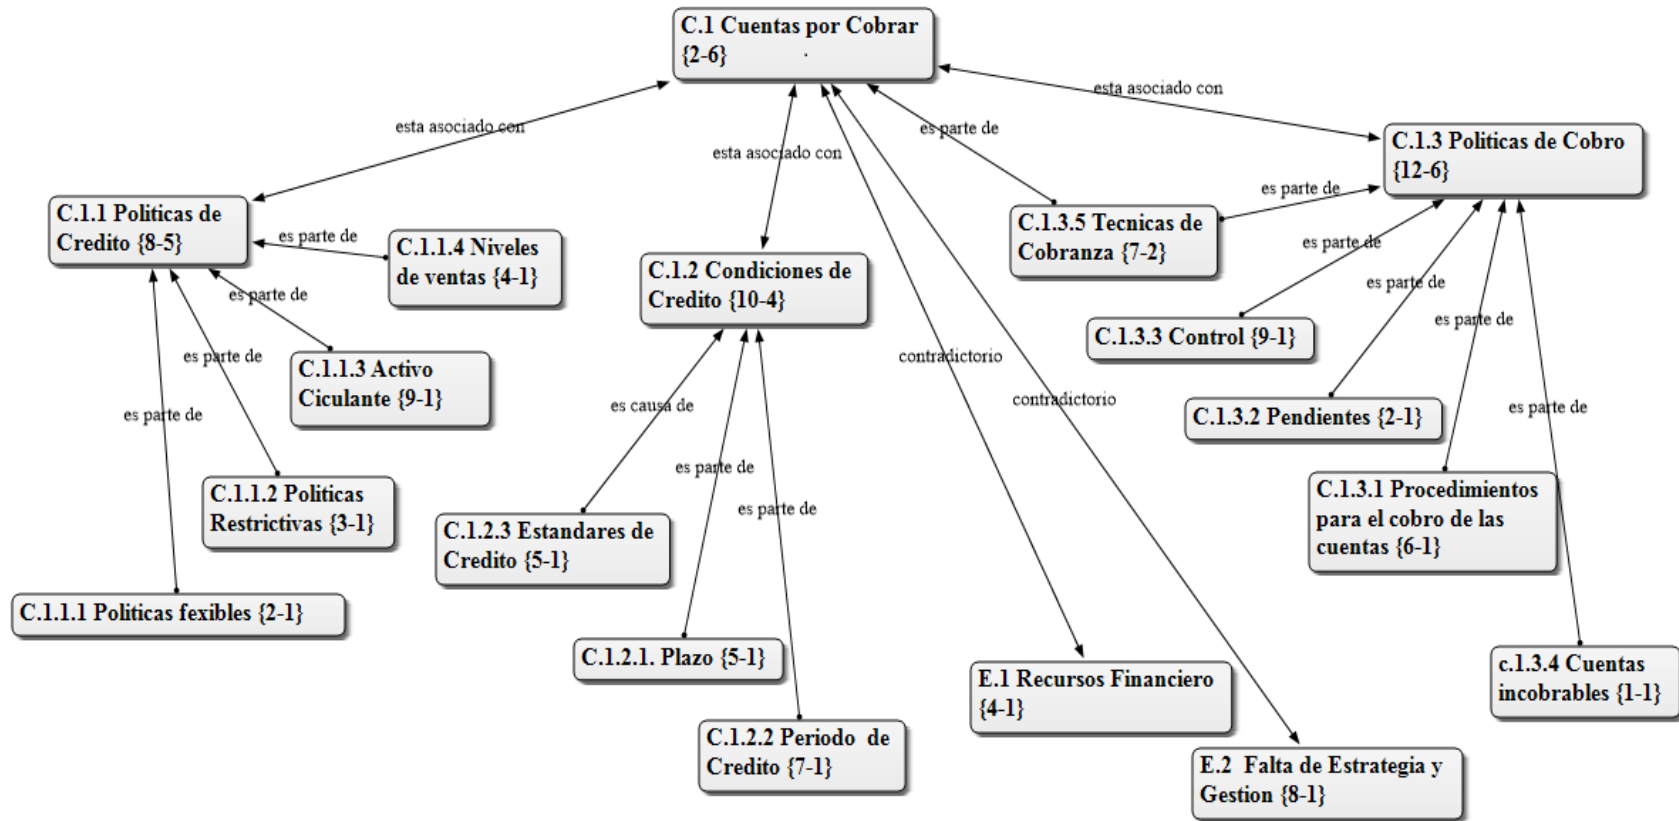 C.1 Cuentas por Cobrar
{2-6}
esta asociado con
esta asociado con
es parte de
esta asociado con
C.1.3 Politicas de Cobro
{12-6}
es parte de
C.1.1 Politicas de
Credito {8-5}
es parte de
C.1.1.4 Niveles
de ventas {4-1}
C.1.3.5 Tecnicas de
Cobranza {7-2}
es parte de
C.1.2 Condiciones de
Credito {10-4}
es parte de
es parte de
es parte de
C.1.3.3 Control {9-1}
es parte de
C.1.1.3 Activo
Ciculante {9-1}
contradictorio
es parte de
es causa de
contradictorio
C.1.3.2 Pendientes {2-1}
es parte de
es parte de
C.1.1.2 Politicas
Restrictivas {3-1}
es parte de
C.1.3.1 Procedimientos
para el cobro de las
cuentas {6-1}
C.1.2.3 Estandares de
Credito {5-1}
C.1.1.1 Politicas fexibles {2-1}
C.1.2.1. Plazo {5-1}
E.1 Recursos Financiero
{4-1}
c.1.3.4 Cuentas
incobrables {1-1}
C.1.2.2 Periodo de
Credito {7-1}
E.2 Falta de Estrategia y
Gestion {8-1}